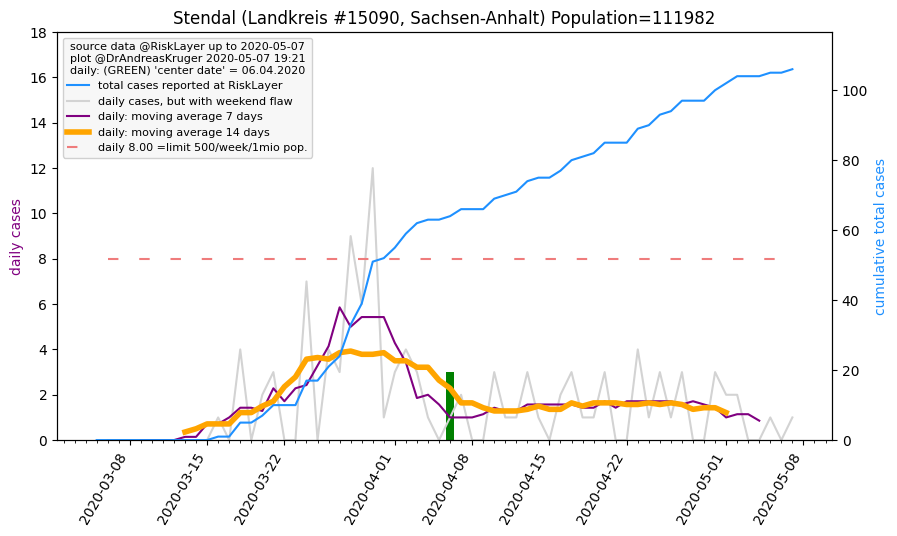 Stendal (Landkreis #15090, Sachsen-Anhalt) Population=111982
source data @RiskLayer up to 2020-05-07
plot @DrAndreasKruger 2020-05-07 19:21
daily: (GREEN) 'center date' = 06.04.2020
total cases reported at RiskLayer
daily cases, but with weekend flaw
daily: moving average 7 days
daily: moving average 14 days
daily 8.00 =limit 500/week/1mio pop.
daily cases
18
16
14
12
10
8
6
4
2
0
100
80
60
40
20
0
cumulative total cases
2020-03-08
2020-03-15
2020-03-22
2020-04-01
2020-04-08
2020-04-15
2020-04-22
2020-05-01
2020-05-08